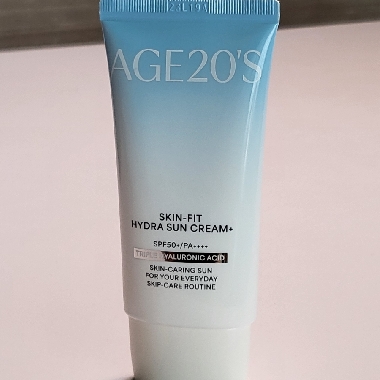 AGE20'S
SKIN-FIT
HYDRA SUN CREAM+
SPF50+/PA++++
TRIPLE HYALURONIC ACID
SKIN-CARING SUN
FOR YOUR EVERYDAY
SKIP-CARE ROUTINE